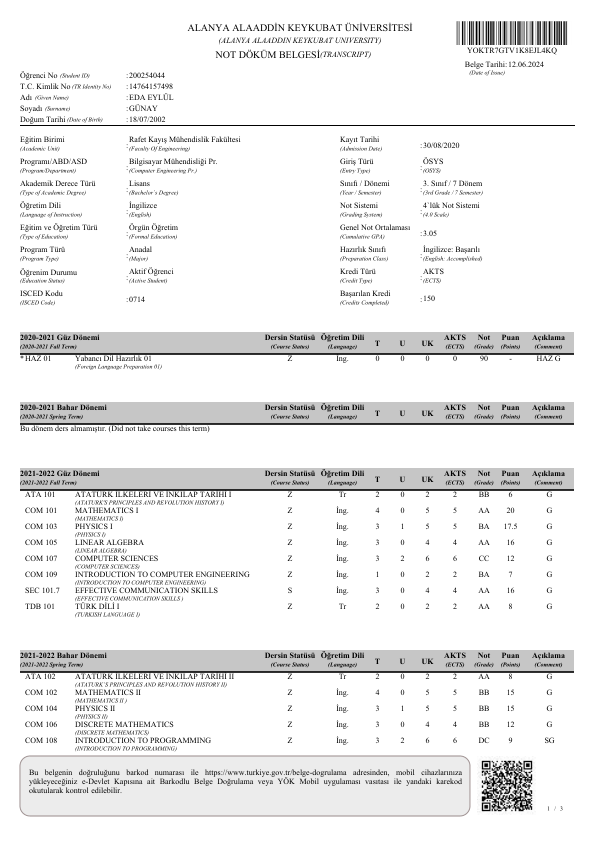 ALANYA ALAADDİN KEYKUBAT ÜNİVERSİTESİ
(ALANYA ALAADDİN KEYKUBAT UNIVERSITY)
NOT DÖKÜM BELGESİ(TRANSCRIPT)
YOKTR7GTV1K8EJL4KQ
Belge Tarihi:12.06.2024
(Date of Issue)
Öğrenci No (Student ID) :200254044
T.C. Kimlik No (TR Identity No) :14764157498
Adı (Given Name) :EDA EYLÜL
Soyadı (Surname) :GÜNAY
Doğum Tarihi (Date of Birth) :18/07/2002
Eğitim Birimi Rafet Kayış Mühendislik Fakültesi Kayıt Tarihi :30/08/2020
(Academic Unit) :(Faculty Of Engineering) (Admission Date)
Programı/ABD/ASD Bilgisayar Mühendisliği Pr. Giriş Türü ÖSYS
(Program/Department) :(Computer Engineering Pr.) (Entry Type) :(OSYS)
Akademik Derece Türü Lisans Sınıfı / Dönemi 3. Sınıf / 7 Dönem
(Type of Academic Degree) :(Bachelor's Degree) (Year / Semester) :(3rd Grade / 7 Semester)
Öğretim Dili İngilizce Not Sistemi 4`lük Not Sistemi
(Language of Instruction) :(English) (Grading System) :(4.0 Scale)
Eğitim ve Öğretim Türü Örgün Öğretim Genel Not Ortalaması :3.05
(Type of Education) :(Formal Education) (Cumulative GPA)
Program Türü Anadal Hazırlık Sınıfı İngilizce: Başarılı
(Program Type) :(Major) (Preparation Class) :(English: Accomplished)
Öğrenim Durumu Aktif Öğrenci Kredi Türü AKTS
(Education Status) :(Active Student) (Credit Type) :(ECTS)
ISCED Kodu :0714 Başarılan Kredi :150
(ISCED Code) (Credits Completed)
2020-2021 Güz Dönemi Dersin Statüsü Öğretim Dili T U UK AKTS Not Puan Açıklama
(2020-2021 Fall Term) (Course Status) (Language) (ECTS) (Grade) (Points) (Comment)
*HAZ 01 Yabancı Dil Hazırlık 01 Z İng. 0 0 0 0 90 - HAZ G
(Foreign Language Preparation 01)
2020-2021 Bahar Dönemi Dersin Statüsü Öğretim Dili T U UK AKTS Not Puan Açıklama
(2020-2021 Spring Term) (Course Status) (Language) (ECTS) (Grade) (Points) (Comment)
Bu dönem ders almamıştır. (Did not take courses this term)
2021-2022 Güz Dönemi Dersin Statüsü Öğretim Dili T U UK AKTS Not Puan Açıklama
(2021-2022 Fall Term) (Course Status) (Language) (ECTS) (Grade) (Points) (Comment)
ATA 101 ATATÜRK İLKELERİ VE İNKILAP TARİHİ I Z Tr 2 0 2 2 BB 6 G
(ATATURK'S PRINCIPLES AND REVOLUTION HISTORY I)
COM 101 MATHEMATICS I Z İng. 4 0 5 5 AA 20 G
(MATHEMATICS I)
COM 103 PHYSICS I Z İng. 3 1 5 5 BA 17.5 G
(PHYSICS I)
COM 105 LINEAR ALGEBRA Z İng. 3 0 4 4 AA 16 G
(LINEAR ALGEBRA)
COM 107 COMPUTER SCIENCES Z İng. 3 2 6 6 CC 12 G
(COMPUTER SCIENCES)
COM 109 INTRODUCTION TO COMPUTER ENGINEERING Z İng. 1 0 2 2 BA 7 G
(INTRODUCTION TO COMPUTER ENGINEERING)
SEC 101.7 EFFECTIVE COMMUNICATION SKILLS S İng. 3 0 4 4 AA 16 G
(EFFECTIVE COMMUNICATION SKILLS )
TDB 101 TÜRK DİLİ I Z Tr 2 0 2 2 AA 8 G
(TURKISH LANGUAGE I)
2021-2022 Bahar Dönemi Dersin Statüsü Öğretim Dili T U UK AKTS Not Puan Açıklama
(2021-2022 Spring Term) (Course Status) (Language) (ECTS) (Grade) (Points) (Comment)
ATA 102 ATATÜRK İLKELERİ VE İNKILAP TARİHİ II Z Tr 2 0 2 2 AA 8 G
(ATATURK'S PRINCIPLES AND REVOLUTION HISTORY II)
COM 102 MATHEMATICS II Z İng. 4 0 5 5 BB 15 G
(MATHEMATICS II )
COM 104 PHYSICS II Z İng. 3 1 5 5 BB 15 G
(PHYSICS II)
COM 106 DISCRETE MATHEMATICS Z İng. 3 0 4 4 BB 12 G
(DISCRETE MATHEMATICS)
COM 108 INTRODUCTION TO PROGRAMMING Z İng. 3 2 6 6 DC 9 SG
(INTRODUCTION TO PROGRAMMING)
Bu belgenin doğruluğunu barkod numarası ile https://www.turkiye.gov.tr/belge-dogrulama adresinden, mobil cihazlarınıza
yükleyeceğiniz e-Devlet Kapısına ait Barkodlu Belge Doğrulama veya YÖK Mobil uygulaması vasıtası ile yandaki karekod
okutularak kontrol edilebilir.
1 / 3